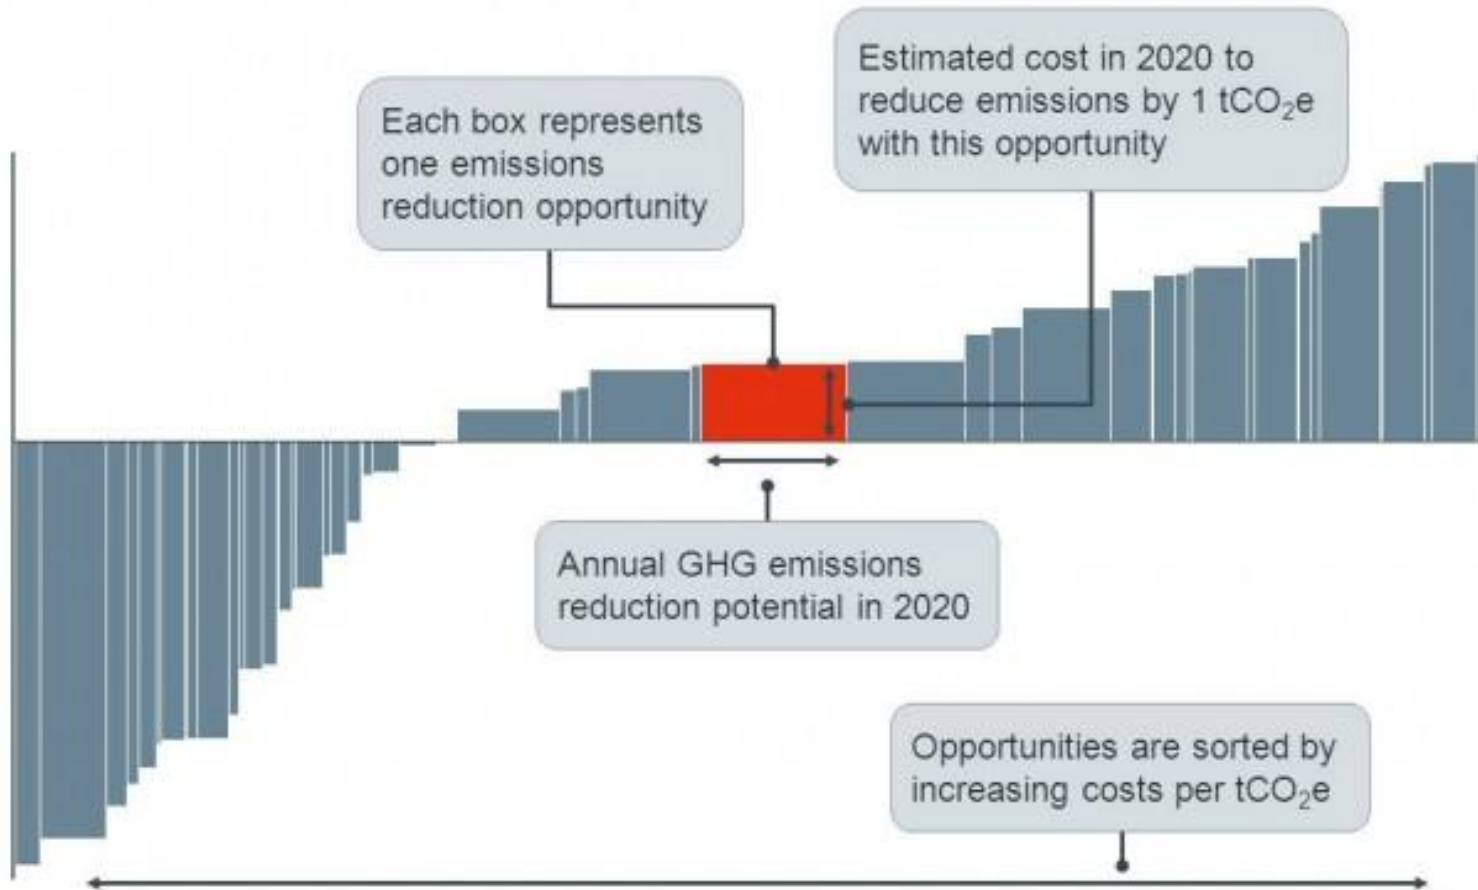 Estimated cost in 2020 to
reduce emissions by 1 tCO₂e
with this opportunity
Each box represents
one emissions
reduction opportunity
Annual GHG emissions
reduction potential in 2020
Opportunities are sorted by
increasing costs per tCO₂e